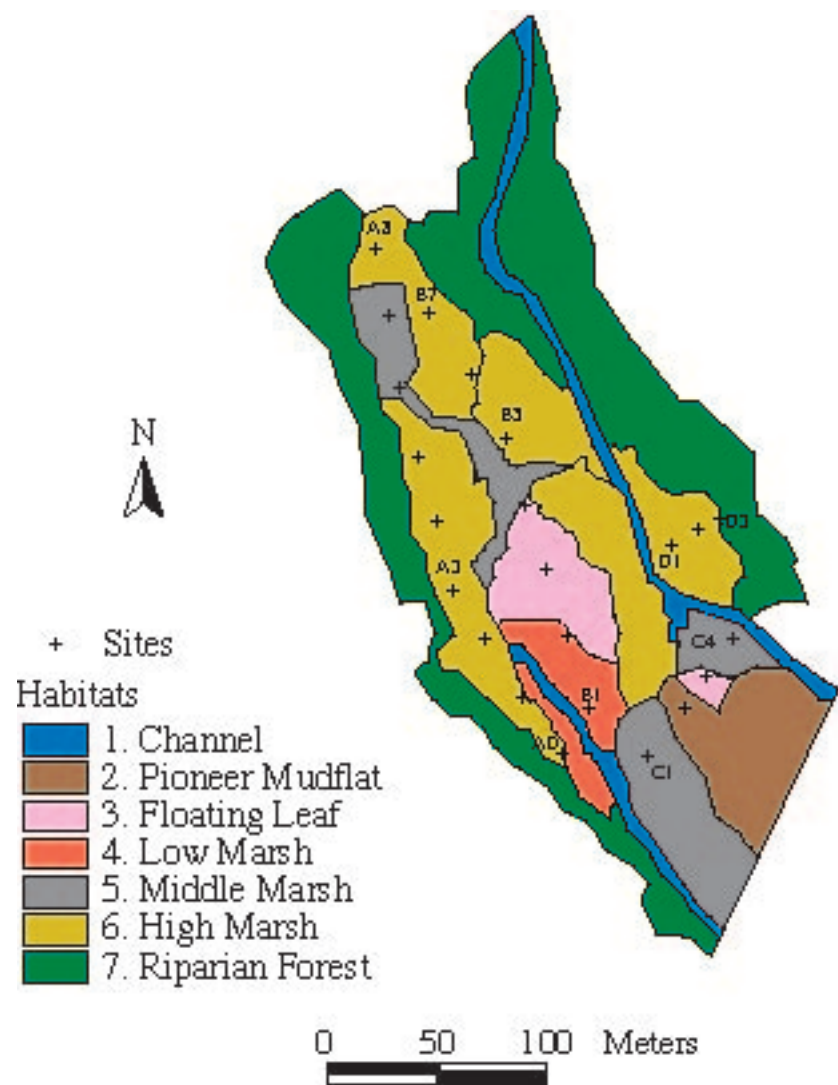 A8
B7
N
B3
D3
D1
A3
+ Sites
C4
Habitats
B1
1. Channel
A0
2. Pioneer Mudflat
C1
3. Floating Leaf
4. Low Marsh
5. Middle Marsh
6. High Marsh
7. Riparian Forest
0 50 100 Meters